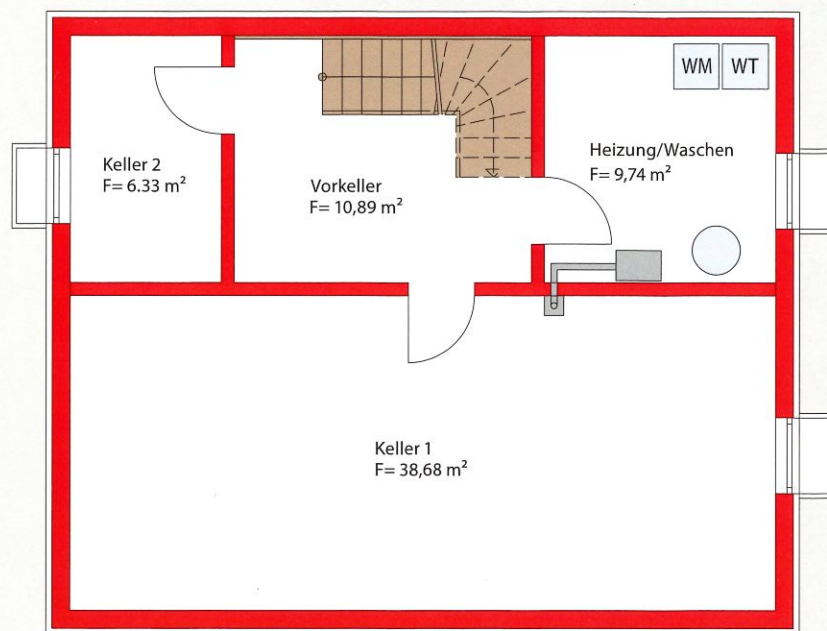 WM WT
Heizung/Waschen
F= 9,74 m²
Keller 2
F= 6.33 m²
Vorkeller
F= 10,89 m²
Keller 1
F= 38,68 m²